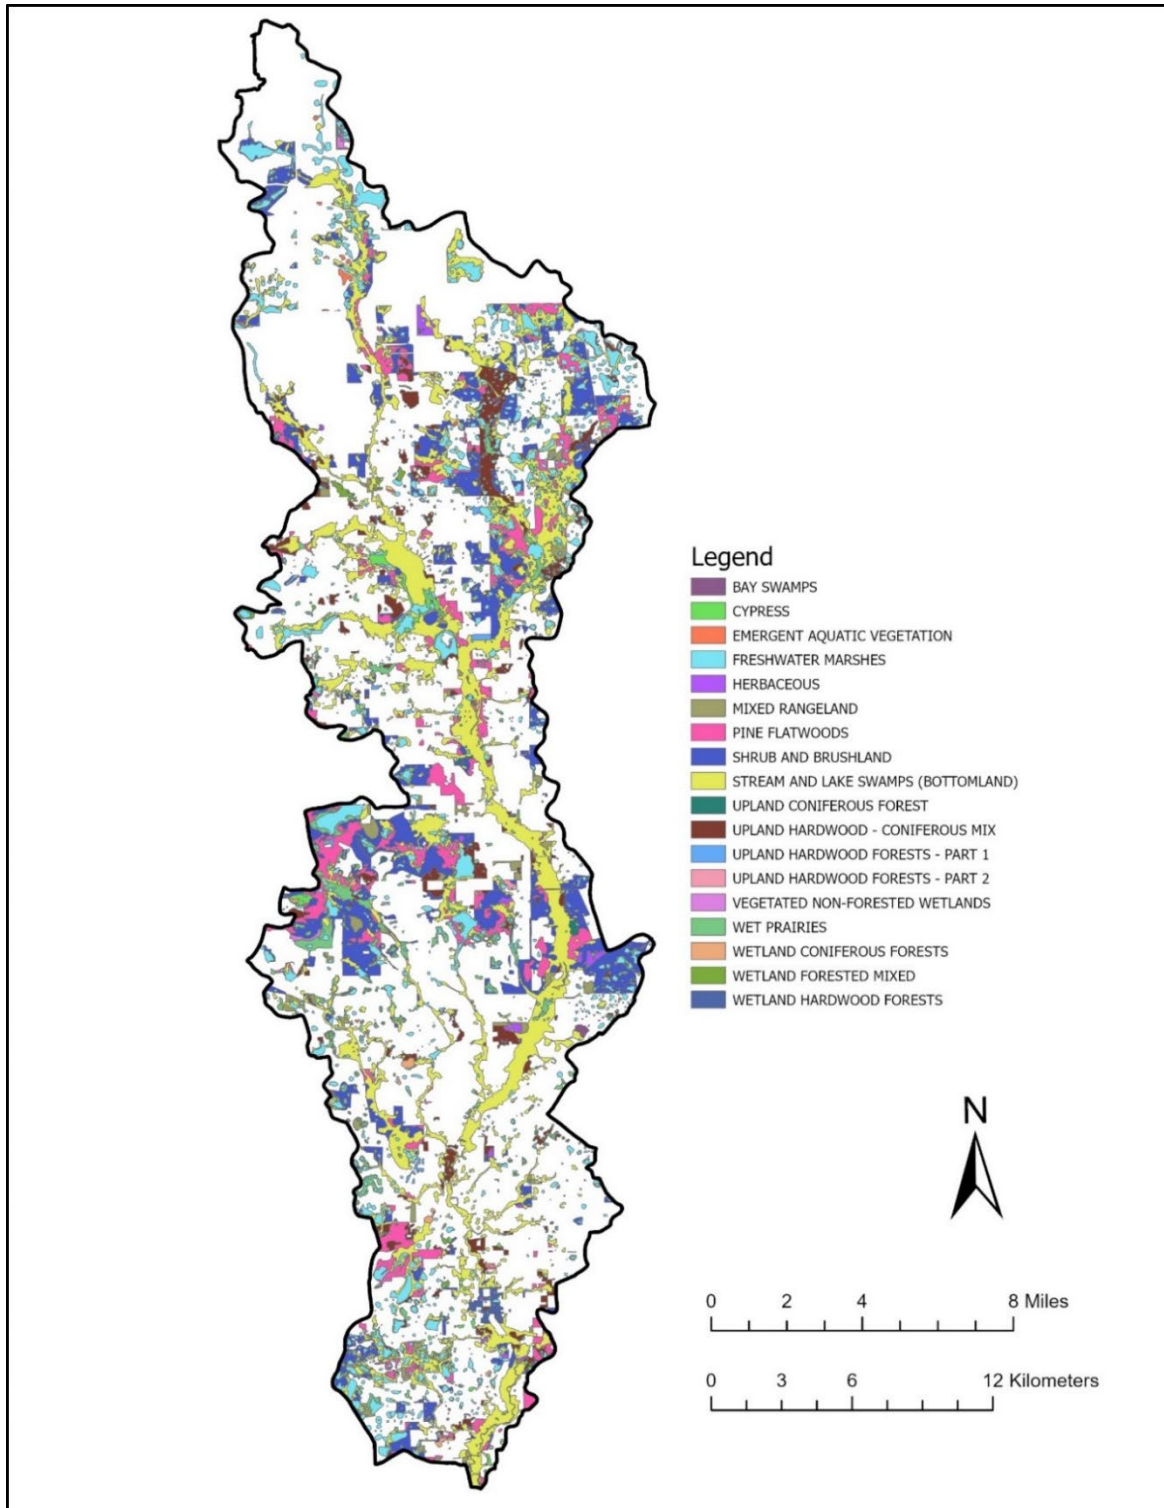 Legend
BAY SWAMPS
CYPRESS
EMERGENT AQUATIC VEGETATION
FRESHWATER MARSHES
HERBACEOUS
MIXED RANGELAND
PINE FLATWOODS
SHRUB AND BRUSHLAND
STREAM AND LAKE SWAMPS (BOTTOMLAND)
UPLAND CONIFEROUS FOREST
UPLAND HARDWOOD - CONIFEROUS MIX
UPLAND HARDWOOD FORESTS - PART 1
UPLAND HARDWOOD FORESTS - PART 2
VEGETATED NON-FORESTED WETLANDS
WET PRAIRIES
WETLAND CONIFEROUS FORESTS
WETLAND FORESTED MIXED
WETLAND HARDWOOD FORESTS
N
0 2 4 8 Miles
0 3 6 12 Kilometers